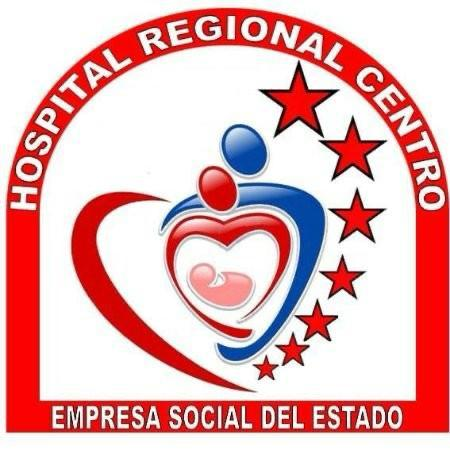 HOSPITAL REGIONAL CENTRO
EMPRESA SOCIAL DEL ESTADO